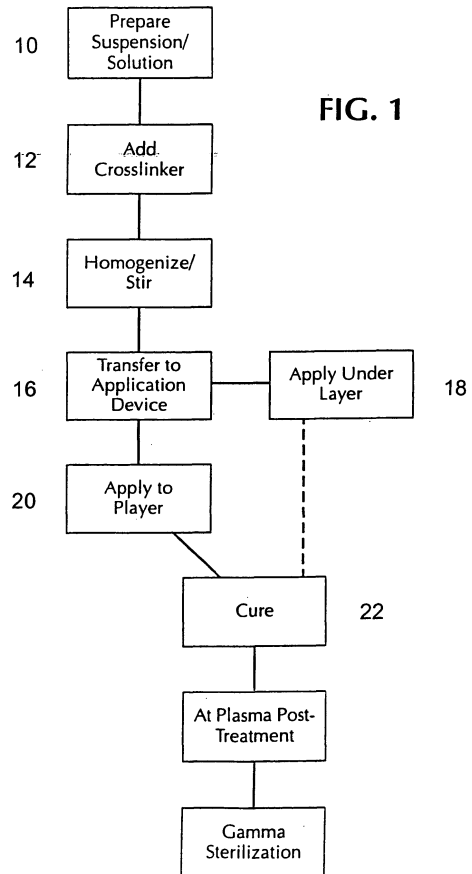 10
Prepare
Suspension/
Solution
FIG. 1
12
Add
Crosslinker
14
Homogenize/
Stir
16
Transfer to
Application
Device
Apply Under
Layer
18
20
Apply to
Player
Cure
22
At Plasma Post-
Treatment
Gamma
Sterilization